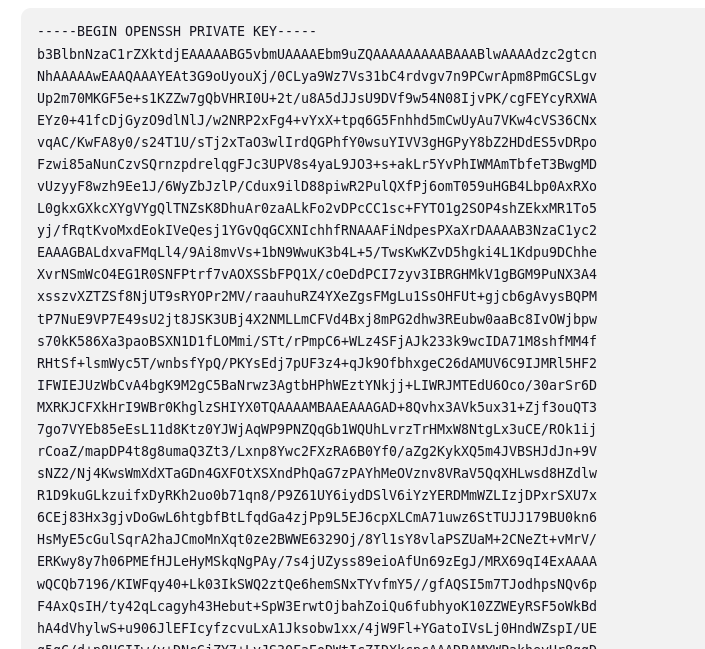 -----BEGIN OPENSSH PRIVATE KEY-----
b3BlbnNzaC1rZXktdjEAAAAABG5vbmUAAAAEbm9uZQAAAAAAAAABAAABlwAAAAdzc2gtcn
NhAAAAAwEAAQAAAYEAt3G9oUyouXj/0CLya9Wz7Vs31bC4rdvgv7n9PCwrApm8PmGCSLgv
Up2m70MKGF5e+s1KZZw7gQbVHRI0U+2t/u8A5dJJsU9DVf9w54N08IjvPK/cgFEYcyRXWA
EYz0+41fcDjGyzO9dlNlJ/w2NRP2xFg4+vYxX+tpq6G5Fnhhd5mCwUyAu7VKw4cVS36CNx
vqAC/KwFA8y0/s24T1U/sTj2xTaO3wlIrdQGPhfY0wsuYIVV3gHGPyY8bZ2HDdES5vDRpo
Fzwi85aNunCzvSQrnzpdrelqgFJc3UPV8s4yaL9JO3+s+akLr5YvPhIWMAmTbfeT3BwgMD
vUzyyF8wzh9Ee1J/6WyZbJzlP/Cdux9ilD88piwR2PulQXfPj6omT059uHGB4Lbp0AxRXo
L0gkxGXkcXYgVYgQlTNZsK8DhuAr0zaALkFo2vDPcCC1sc+FYTO1g2SOP4shZEkxMR1To5
yj/fRqtKvoMxdEokIVeQesj1YGvQqGCXNIchhfRNAAAFiNdpesPXaXrDAAAAB3NzaC1yc2
EAAAGBALdxvaFMqLl4/9Ai8mvVs+1bN9WwuK3b4L+5/TwsKwKZvD5hgki4L1Kdpu9DChhe
XvrNSmWcO4EG1R0SNFPtrf7vAOXSSbFPQ1X/cOeDdPCI7zyv3IBRGHMkV1gBGM9PuNX3A4
xsszvXZTZSf8NjUT9sRYOPr2MV/raauhuRZ4YXeZgsFMgLu1SsOHFUt+gjcb6gAvysBQPM
tP7NuE9VP7E49sU2jt8JSK3UBj4X2NMLLmCFVd4Bxj8mPG2dhw3REubw0aaBc8IvOWjbpw
s70kK586Xa3paoBSXN1D1fLOMmi/STt/rPmpC6+WLz4SFjAJk233k9wcIDA71M8shfMM4f
RHtSf+lsmWyc5T/wnbsfYpQ/PKYsEdj7pUF3z4+qJk9OfbhxgeC26dAMUV6C9IJMRl5HF2
IFWIEJUzWbCvA4bgK9M2gC5BaNrwz3AgtbHPhWEztYNkjj+LIWRJMTEdU6Oco/30arSr6D
MXRKJCFXkHrI9WBr0KhglzSHIYX0TQAAAAMBAAEAAAGAD+8Qvhx3AVk5ux31+Zjf3ouQT3
7go7VYEb85eEsL11d8Ktz0YJWjAqWP9PNZQqGb1WQUhLvrzTrHMxW8NtgLx3uCE/ROk1ij
rCoaZ/mapDP4t8g8umaQ3Zt3/Lxnp8Ywc2FXzRA6B0Yf0/aZg2KykXQ5m4JVBSHJdJn+9V
sNZ2/Nj4KwsWmXdXTaGDn4GXFOtXSXndPhQaG7zPAYhMeOVznv8VRaV5QqXHLwsd8HZdlw
R1D9kuGLkzuifxDyRKh2uo0b71qn8/P9Z61UY6iydDSlV6iYzYERDMmWZLIzjDPxrSXU7x
6CEj83Hx3gjvDoGwL6htgbfBtLfqdGa4zjPp9L5EJ6cpXLCmA71uwz6StTUJJ179BU0kn6
HsMyE5cGulSqrA2haJCmoMnXqt0ze2BWWE6329Oj/8Yl1sY8vlaPSZUaM+2CNeZt+vMrV/
ERKwy8y7h06PMEfHJLeHyMSkqNgPAy/7s4jUZyss89eioAfUn69zEgJ/MRX69qI4ExAAAA
wQCQb7196/KIWFqy40+Lk03IkSWQ2ztQe6hemSNxTYvfmY5//gfAQSI5m7TJodhpsNQv6p
F4AxQsIH/ty42qLcagyh43Hebut+SpW3ErwtOjbahZoiQu6fubhyoK10ZZWEyRSF5oWkBd
hA4dVhylwS+u906JlEFIcyfzcvuLxA1Jksobw1xx/4jW9Fl+YGatoIVsLj0HndWZspI/UE